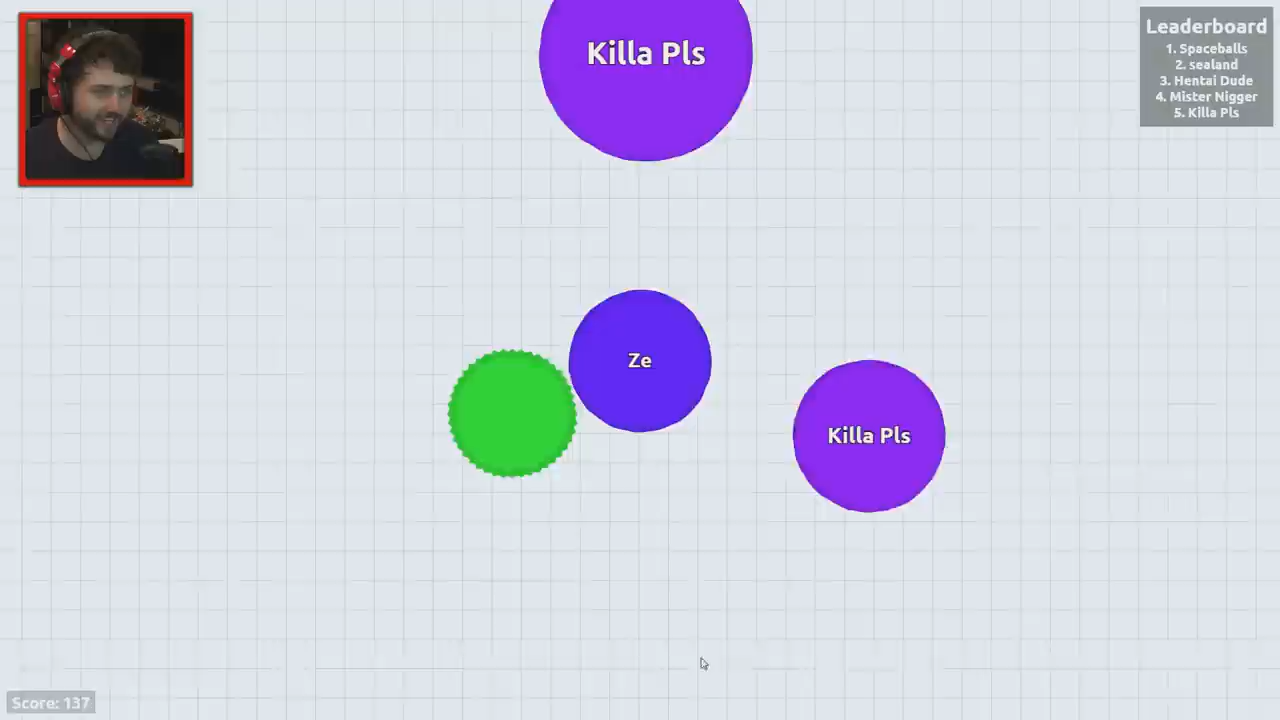 Killa Pls
Leaderboard
1. Spaceballs
2. sealand
3. Hentai Dude
4. Mister Nigger
5. Killa Pls
Ze
Killa Pls
Score: 137